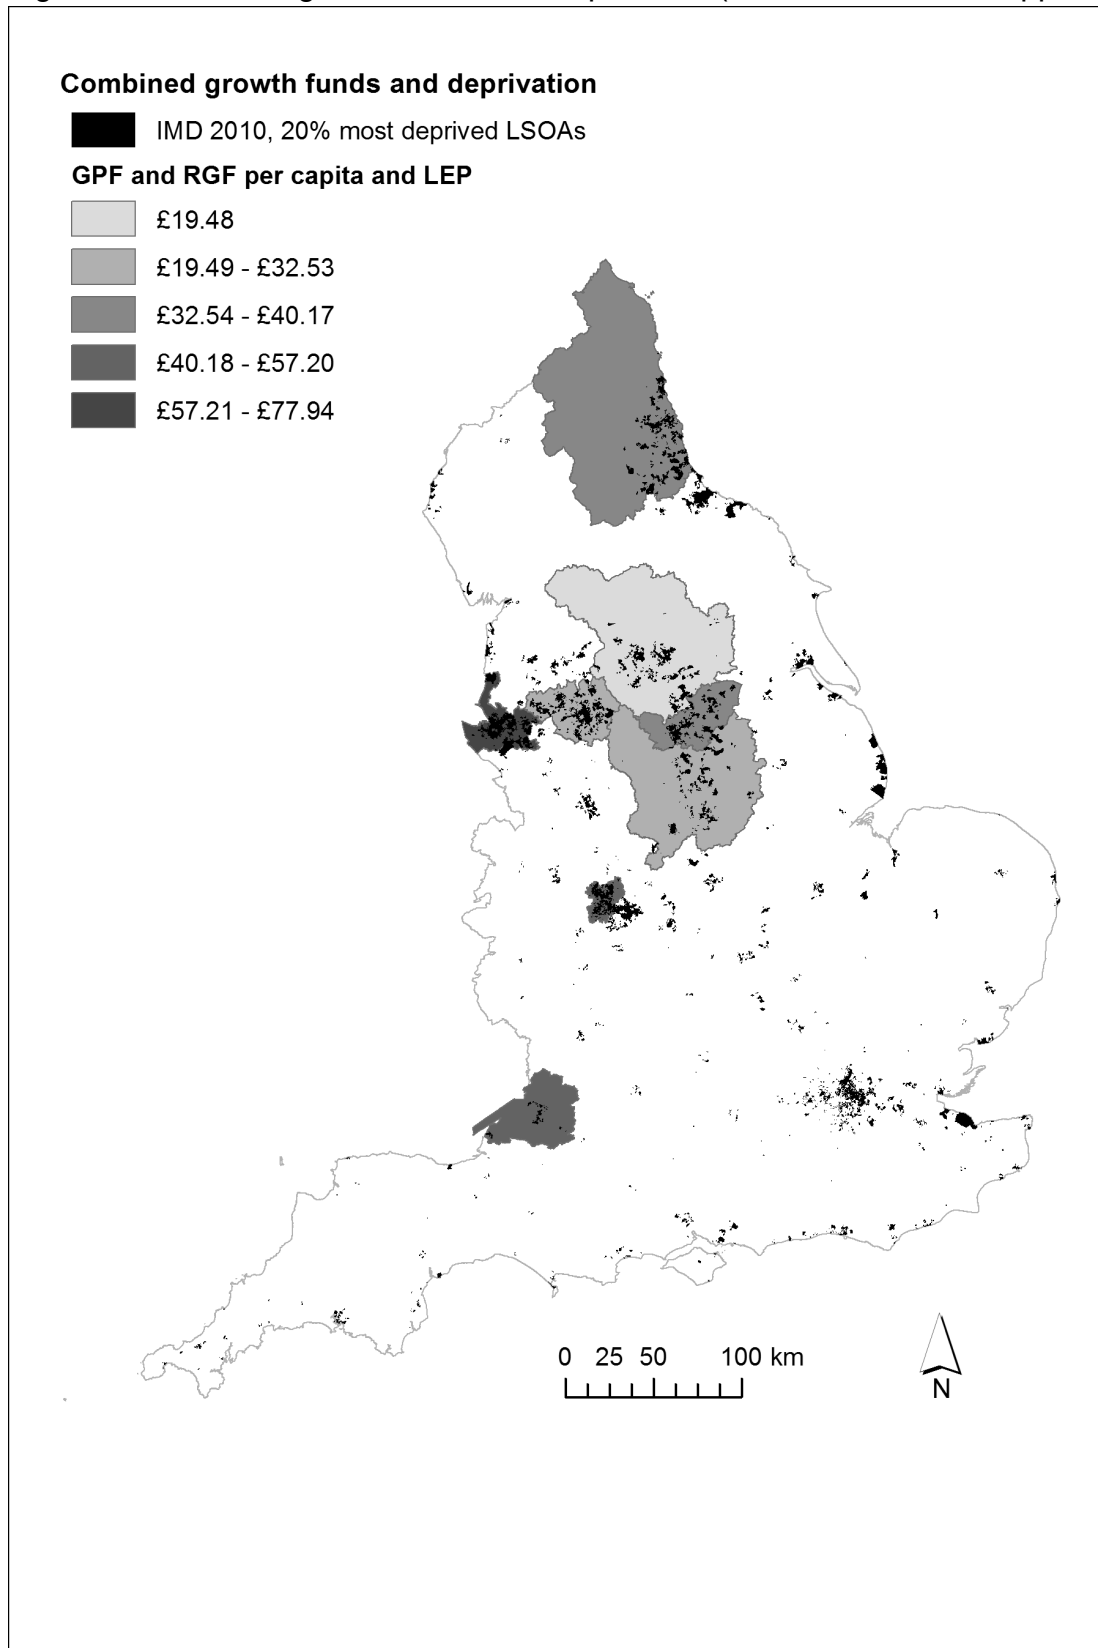 Combined growth funds and deprivation
IMD 2010, 20% most deprived LSOAs
GPF and RGF per capita and LEP
£19.48
£19.49 - £32.53
£32.54 - £40.17
£40.18 - £57.20
£57.21 - £77.94
0 25 50 100 km
N